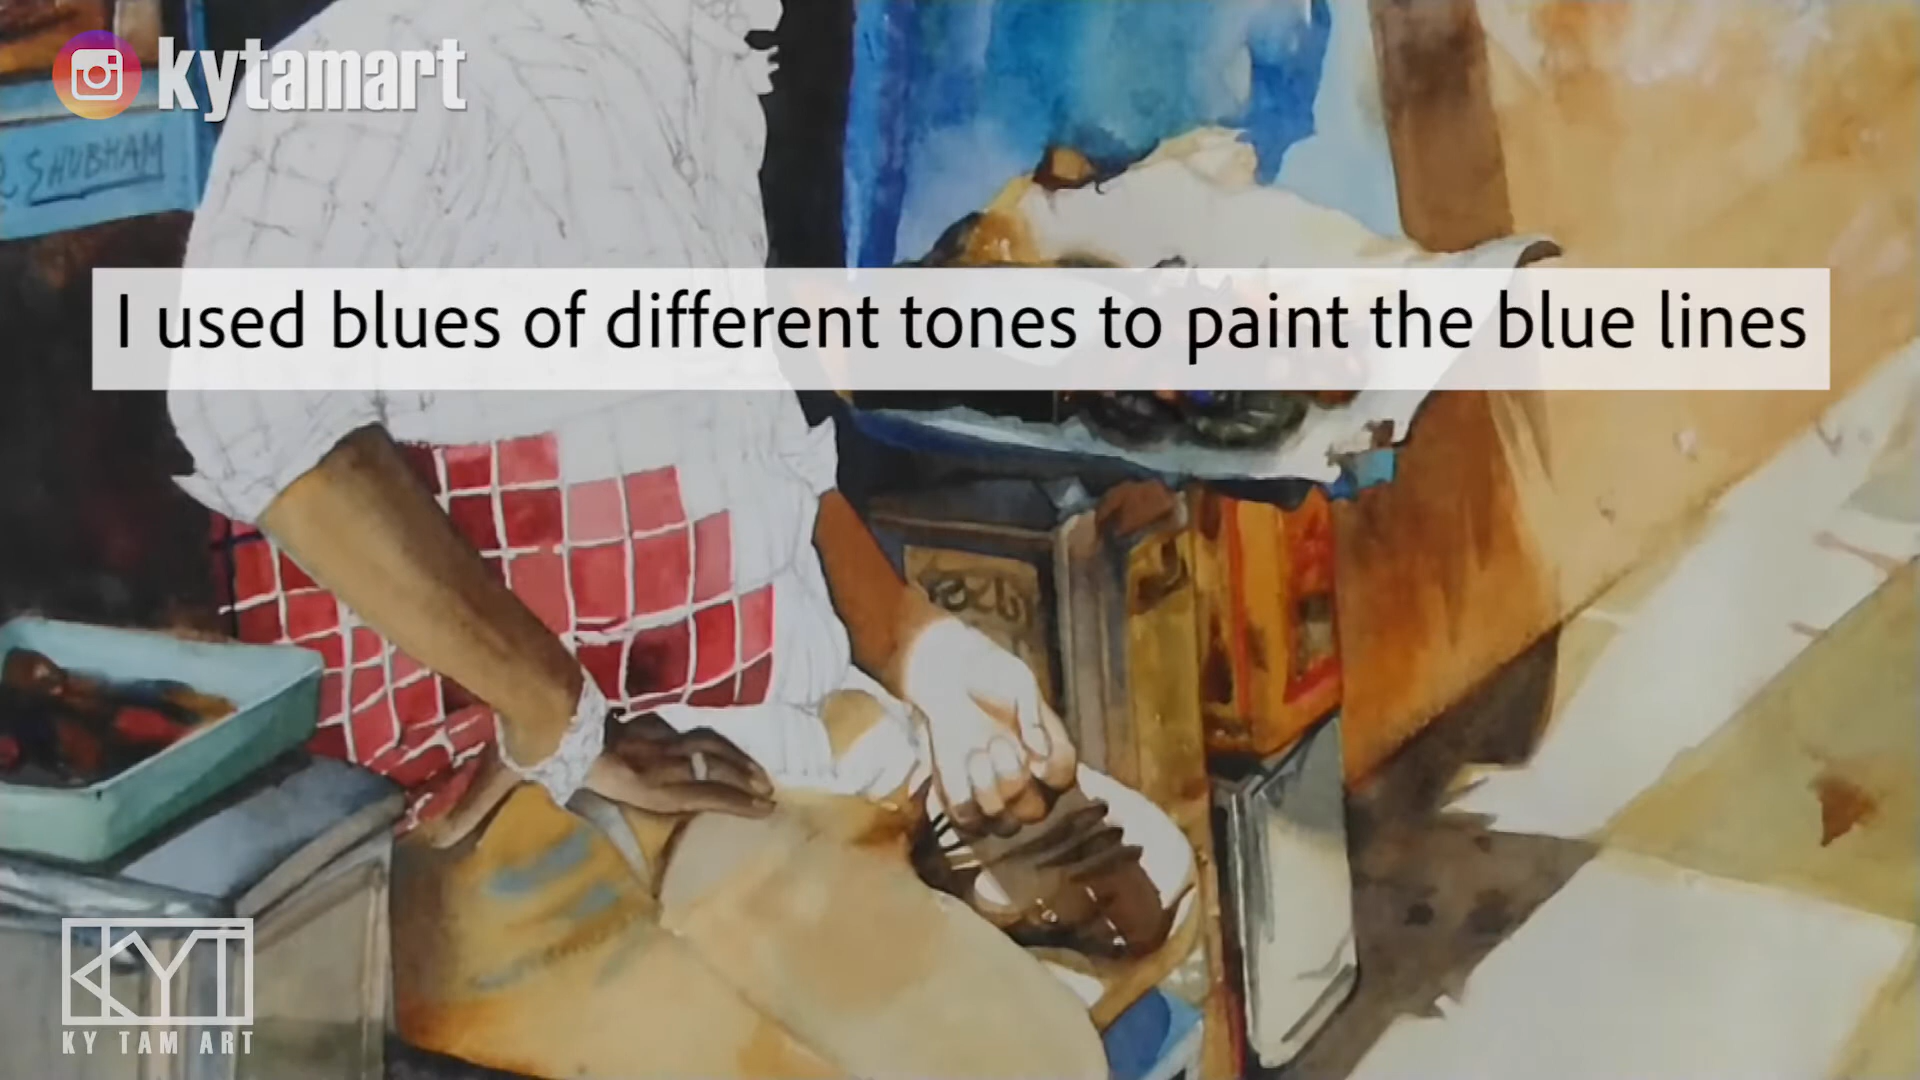 kytamart
SHUBHAM
I used blues of different tones to paint the blue lines
KYT
KY TAM ART